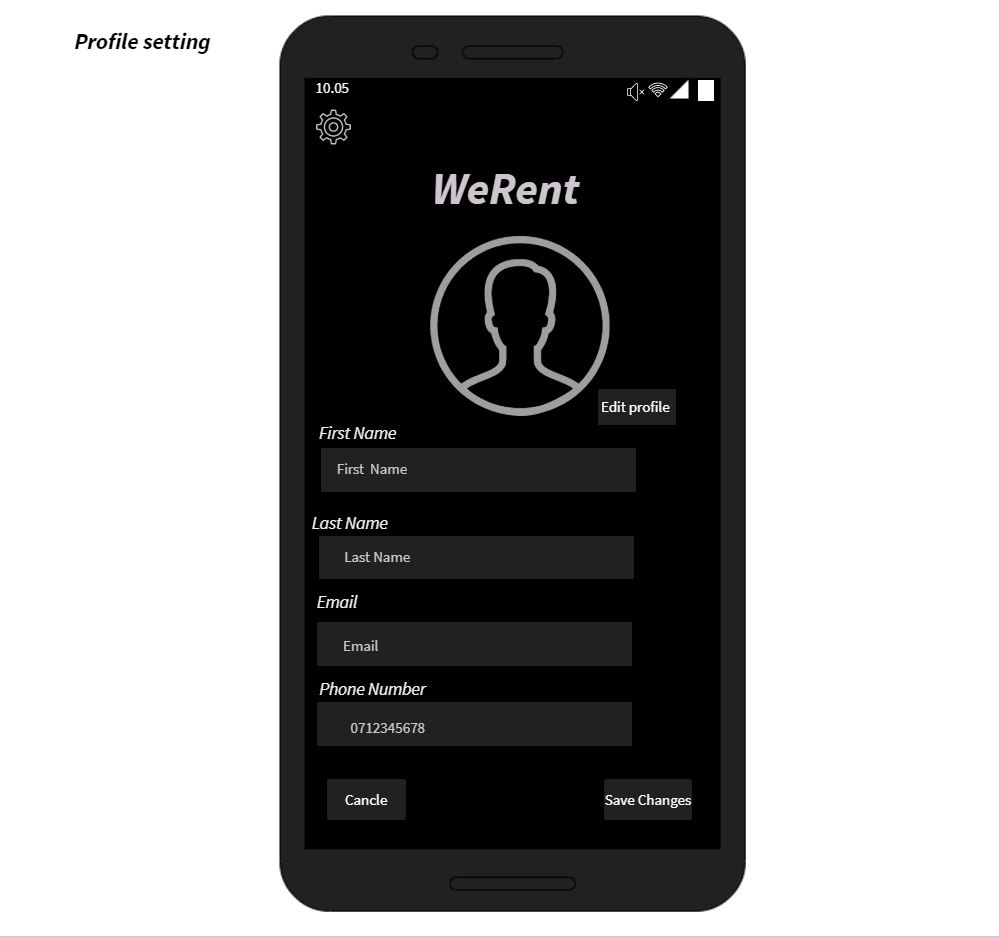 Profile setting
10.05
WeRent
Edit profile
First Name
First Name
Last Name
Last Name
Email
Email
Phone Number
0712345678
Cancle
Save Changes